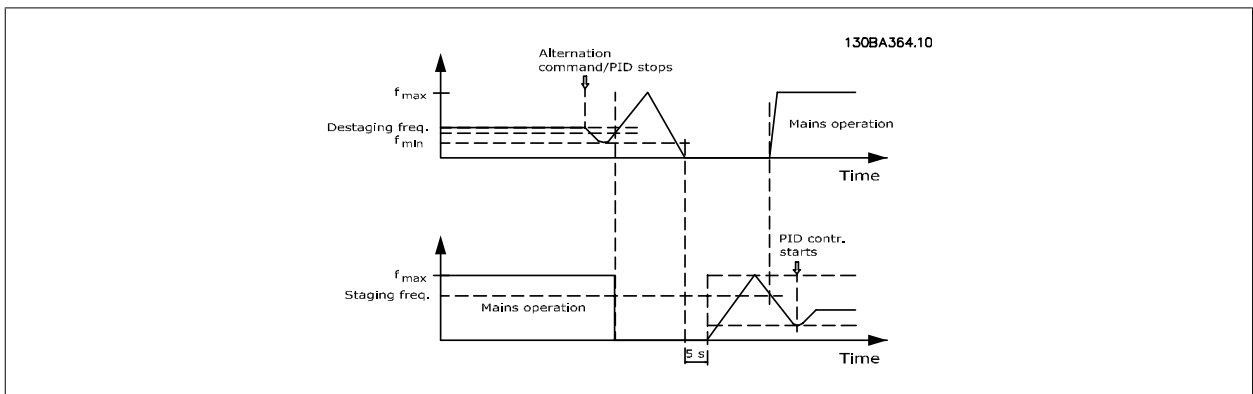 130BA364.10
Alternation
command/PID stops
f max
Destaging freq.
f min
Mains operation
Time
PID contr.
starts
f max
Staging freq.
Mains operation
5 s
Time